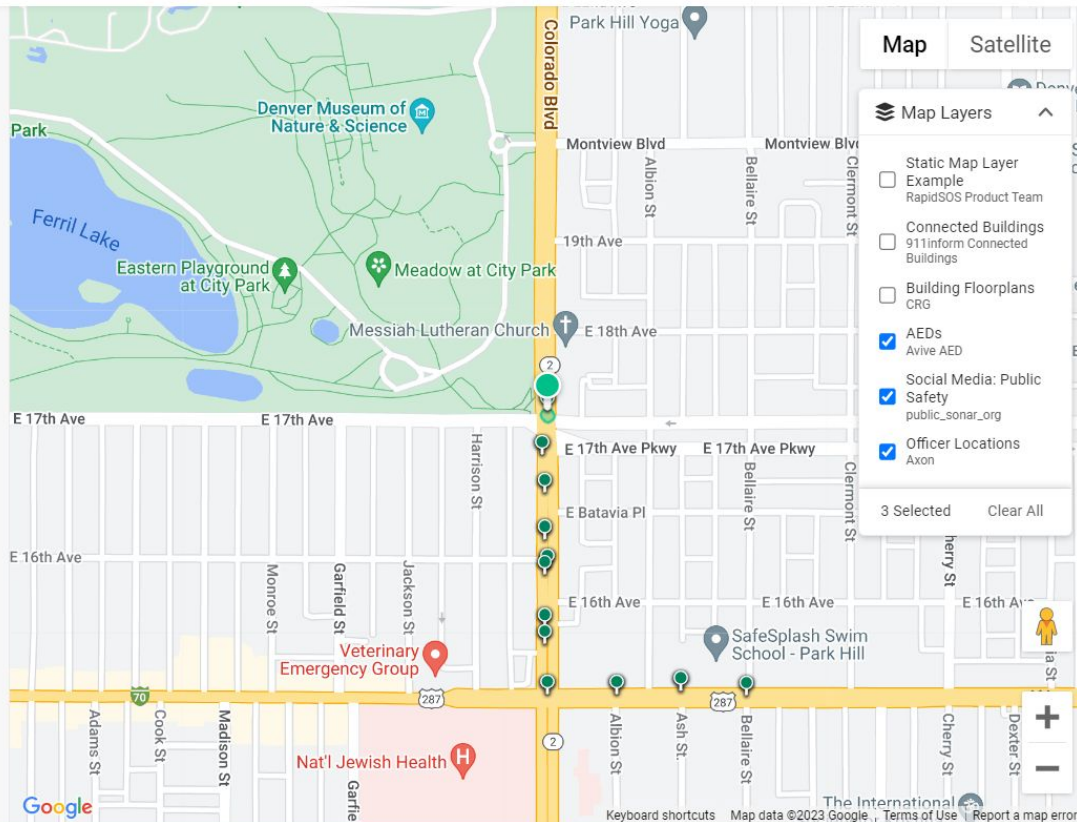 Park Hill Yoga
Colorado Blvd
Map
Satellite
Map Layers
Static Map Layer
Example
RapidSOS Product Team
Connected Buildings
911inform Connected
Buildings
Building Floorplans
CRG
AEDs
Avive AED
Social Media: Public
Safety
public_sonar_org
Officer Locations
Axon
3 Selected
Clear All
Denver Museum of
Nature & Science
Park
Ferril Lake
Eastern Playground
at City Park
Meadow at City Park
Messiah Lutheran Church
Montview Blvd
Montview Blvd
Albion St
Bellaire St
Clermont St
19th Ave
E 18th Ave
2
E 17th Ave
E 17th Ave
E 17th Ave Pkwy
E 17th Ave Pkwy
Harrison St
Bellaire St
Clermont St
E Batavia Pl
E 16th Ave
Monroe St
Garfield St
Jackson St
E 16th Ave
E 16th Ave
E 16th Ave
Veterinary
Emergency Group
SafeSplash Swim
School - Park Hill
70
287
287
Adams St
Cook St
Madison St
Nat'l Jewish Health
2
Albion St
Ash St
Bellaire St
Cherry St
Dexter St
The International
Google
Keyboard shortcuts
Map data ©2023 Google
Terms of Use
Report a map error